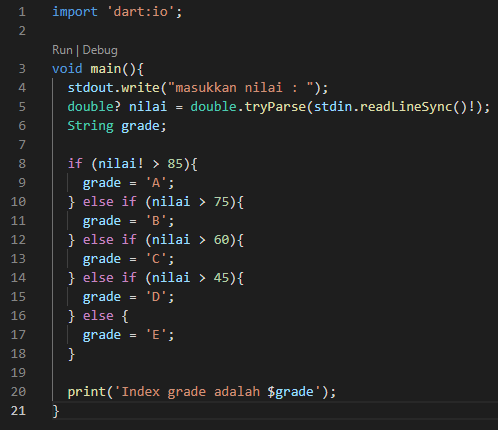 1 import 'dart:io';
2
Run | Debug
3 void main(){
4   stdout.write("masukkan nilai : ");
5   double? nilai = double.tryParse(stdin.readLineSync()!);
6   String grade;
7
8   if (nilai! > 85){
9     grade = 'A';
10   } else if (nilai > 75){
11     grade = 'B';
12   } else if (nilai > 60){
13     grade = 'C';
14   } else if (nilai > 45){
15     grade = 'D';
16   } else {
17     grade = 'E';
18   }
19
20   print('Index grade adalah $grade');
21 }